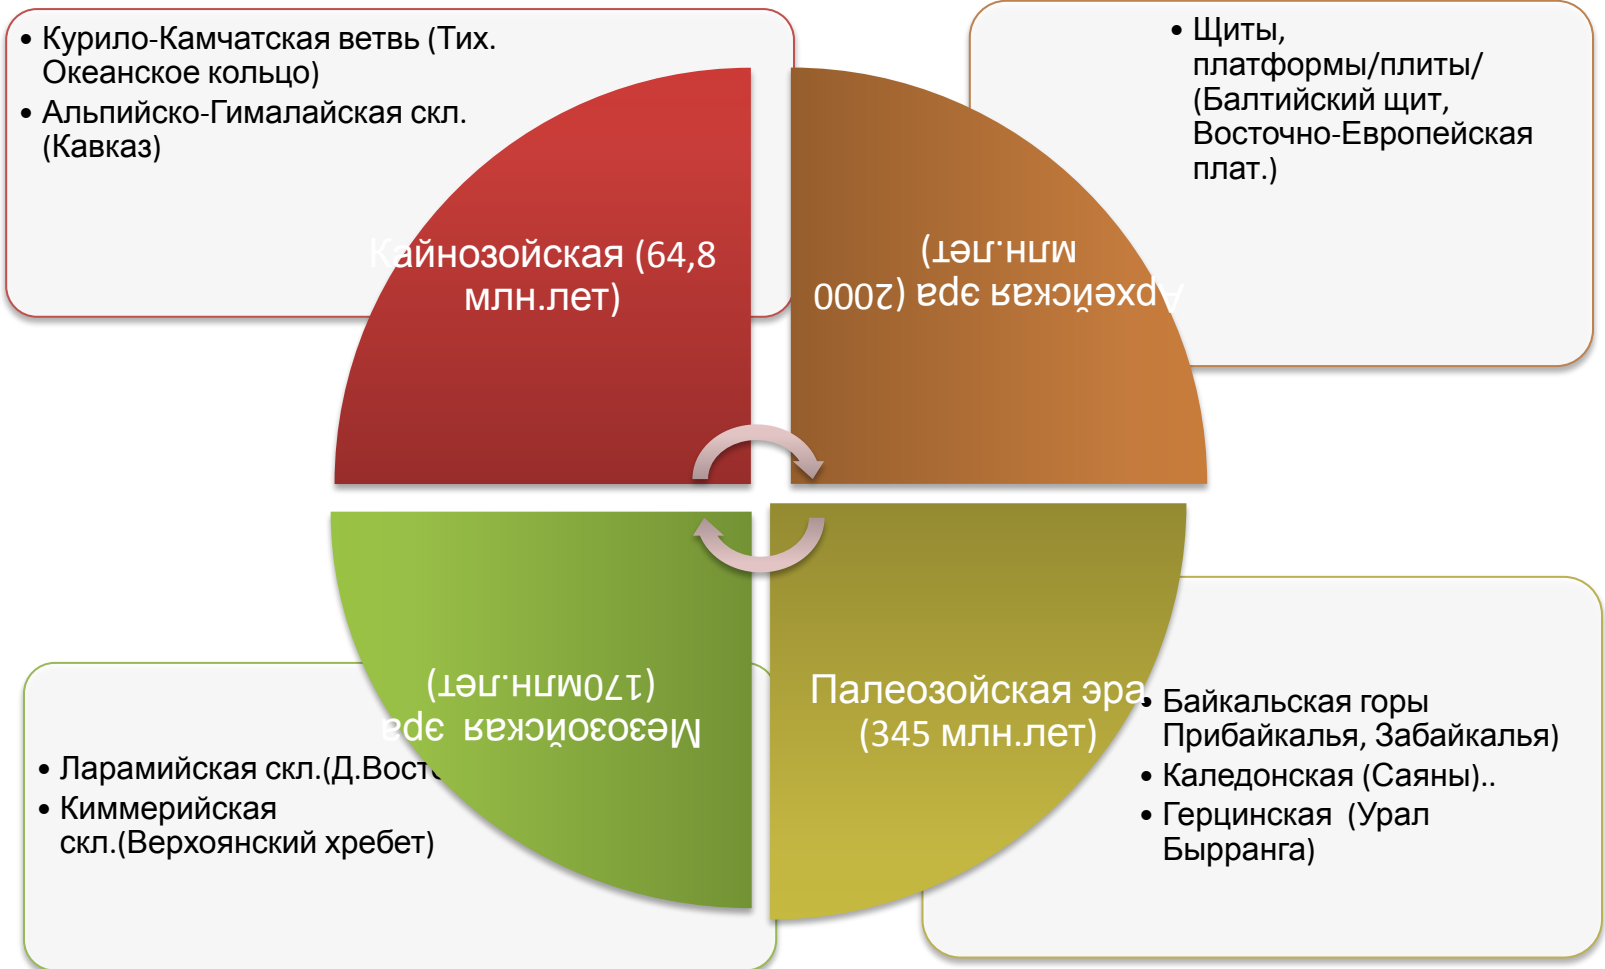 • Курило-Камчатская ветвь (Тих.
Океанское кольцо)
• Альпийско-Гималайская скл.
(Кавказ)
Кайнозойская (64,8
млн.лет)
• Щиты,
платформы/плиты/
(Балтийский щит,
Восточно-Европейская
плат.)
Архейская эра (2000
млн.лет)
Мезозойская  эра
(170млн.лет)
• Ларамийская скл.(Д.Восто
• Киммерийская
скл.(Верхоянский хребет)
Палеозойская эра
(345 млн.лет)
• Байкальская горы
Прибайкалья, Забайкалья)
• Каледонская (Саяны)..
• Герцинская  (Урал
Бырранга)